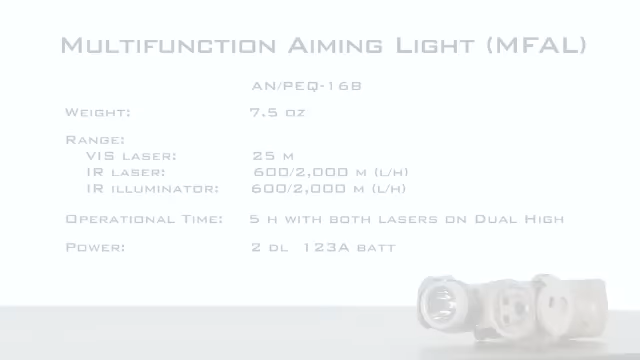 Multifunction Aiming Light (MFAL)
AN/PEQ-16B
Weight: 7.5 oz
Range:
VIS laser: 25 m
IR laser: 600/2,000 m (L/H)
IR illuminator: 600/2,000 m (L/H)
Operational Time: 5 h with both lasers on Dual High
Power: 2 dl 123A batt